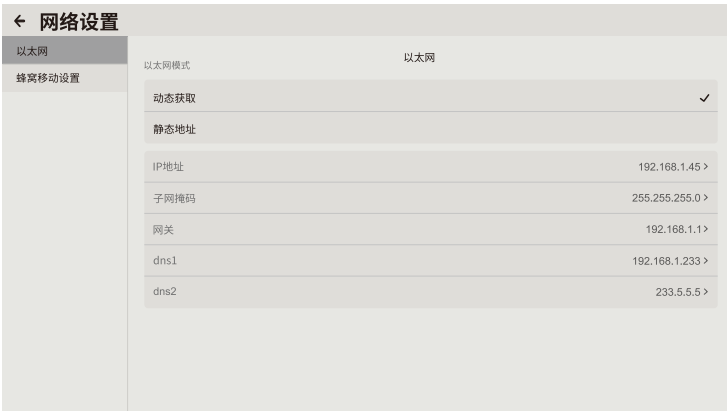 网络设置
以太网
蜂窝移动设置
以太网
以太网模式
动态获取
静态地址
IP地址 192.168.1.45
子网掩码 255.255.255.0
网关 192.168.1.1
dns1 192.168.1.233
dns2 233.5.5.5